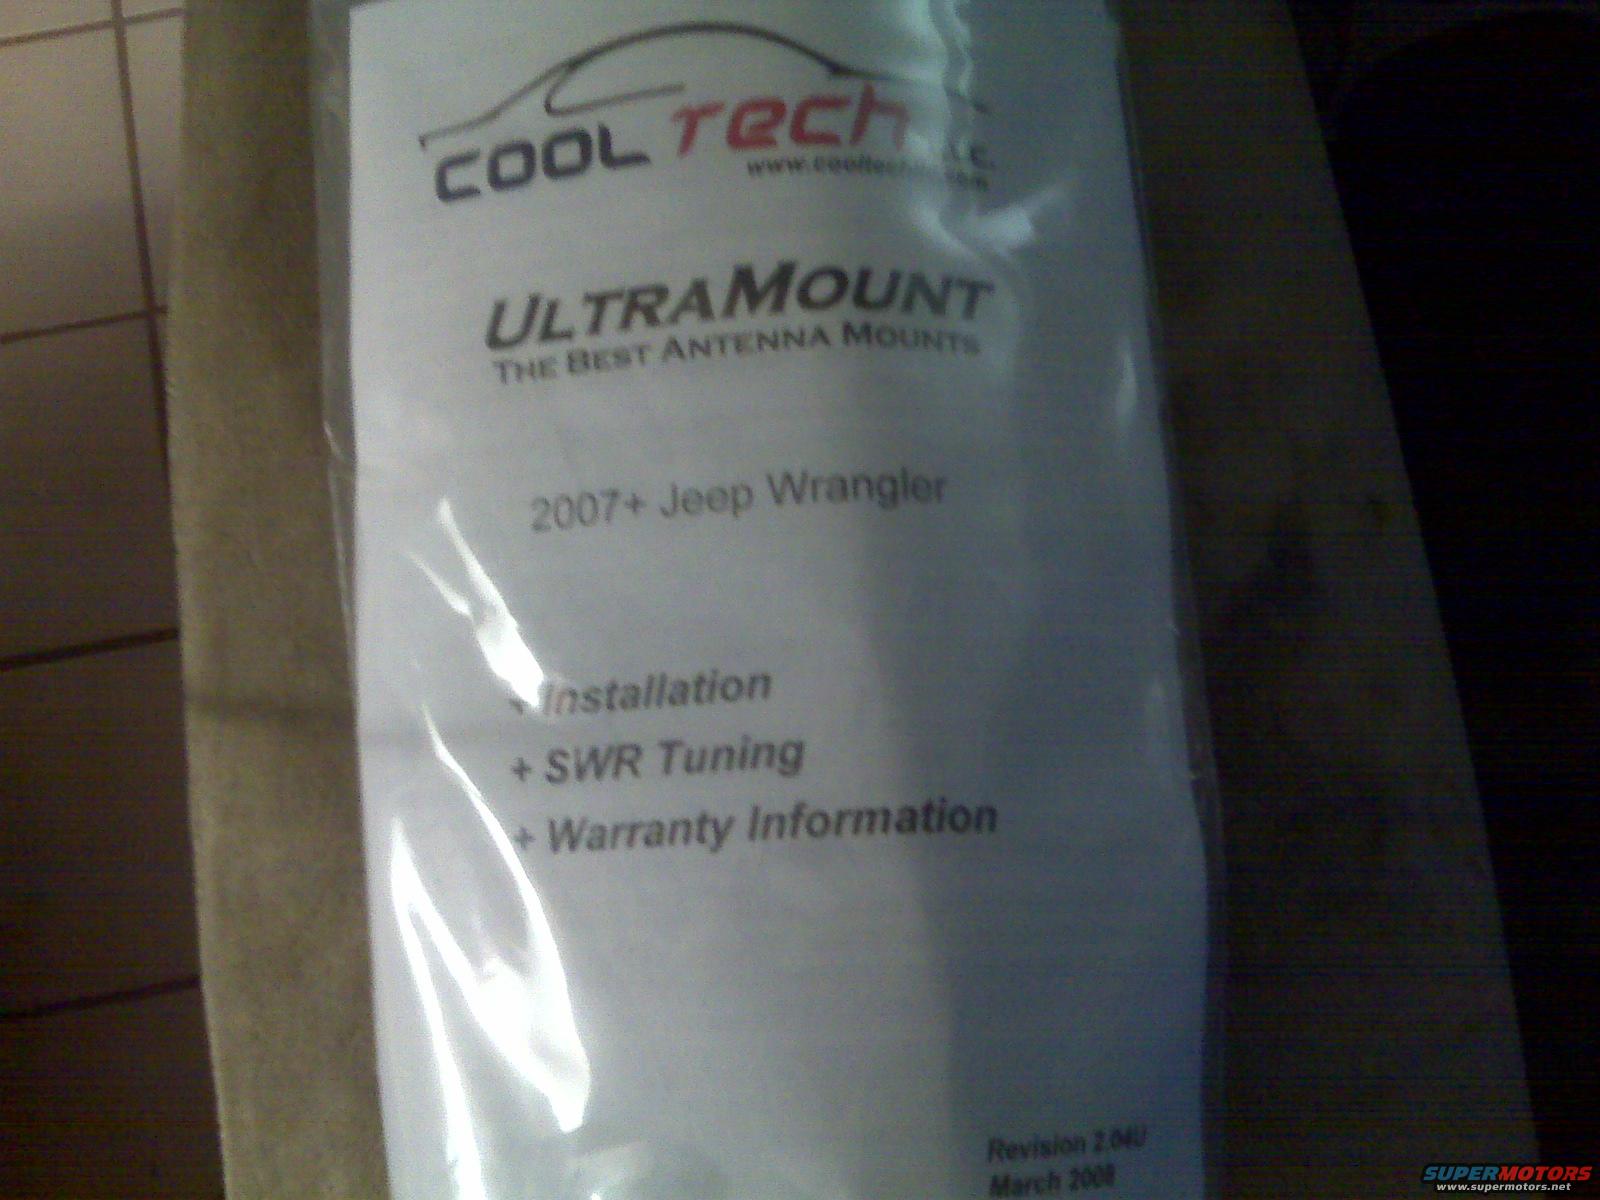 COOL TECH
UltraMount
The Best Antenna Mounts
2007+ Jeep Wrangler
+ Installation
+ SWR Tuning
+ Warranty Information
Revision 2.04U
March 2008
SUPERMOTORS
www.supermotors.net